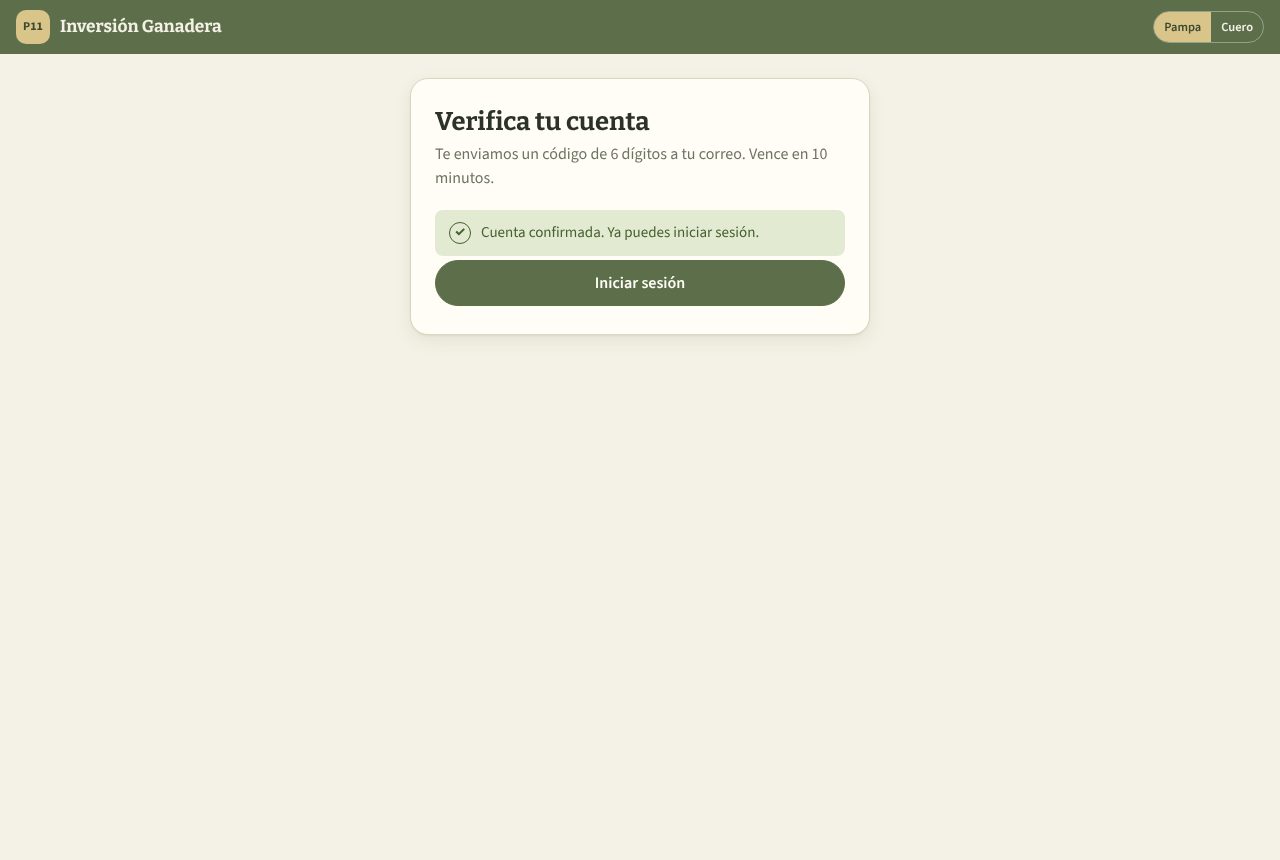 P11 Inversión Ganadera
Pampa Cuero
Verifica tu cuenta
Te enviamos un código de 6 dígitos a tu correo. Vence en 10
minutos.
Cuenta confirmada. Ya puedes iniciar sesión.
Iniciar sesión